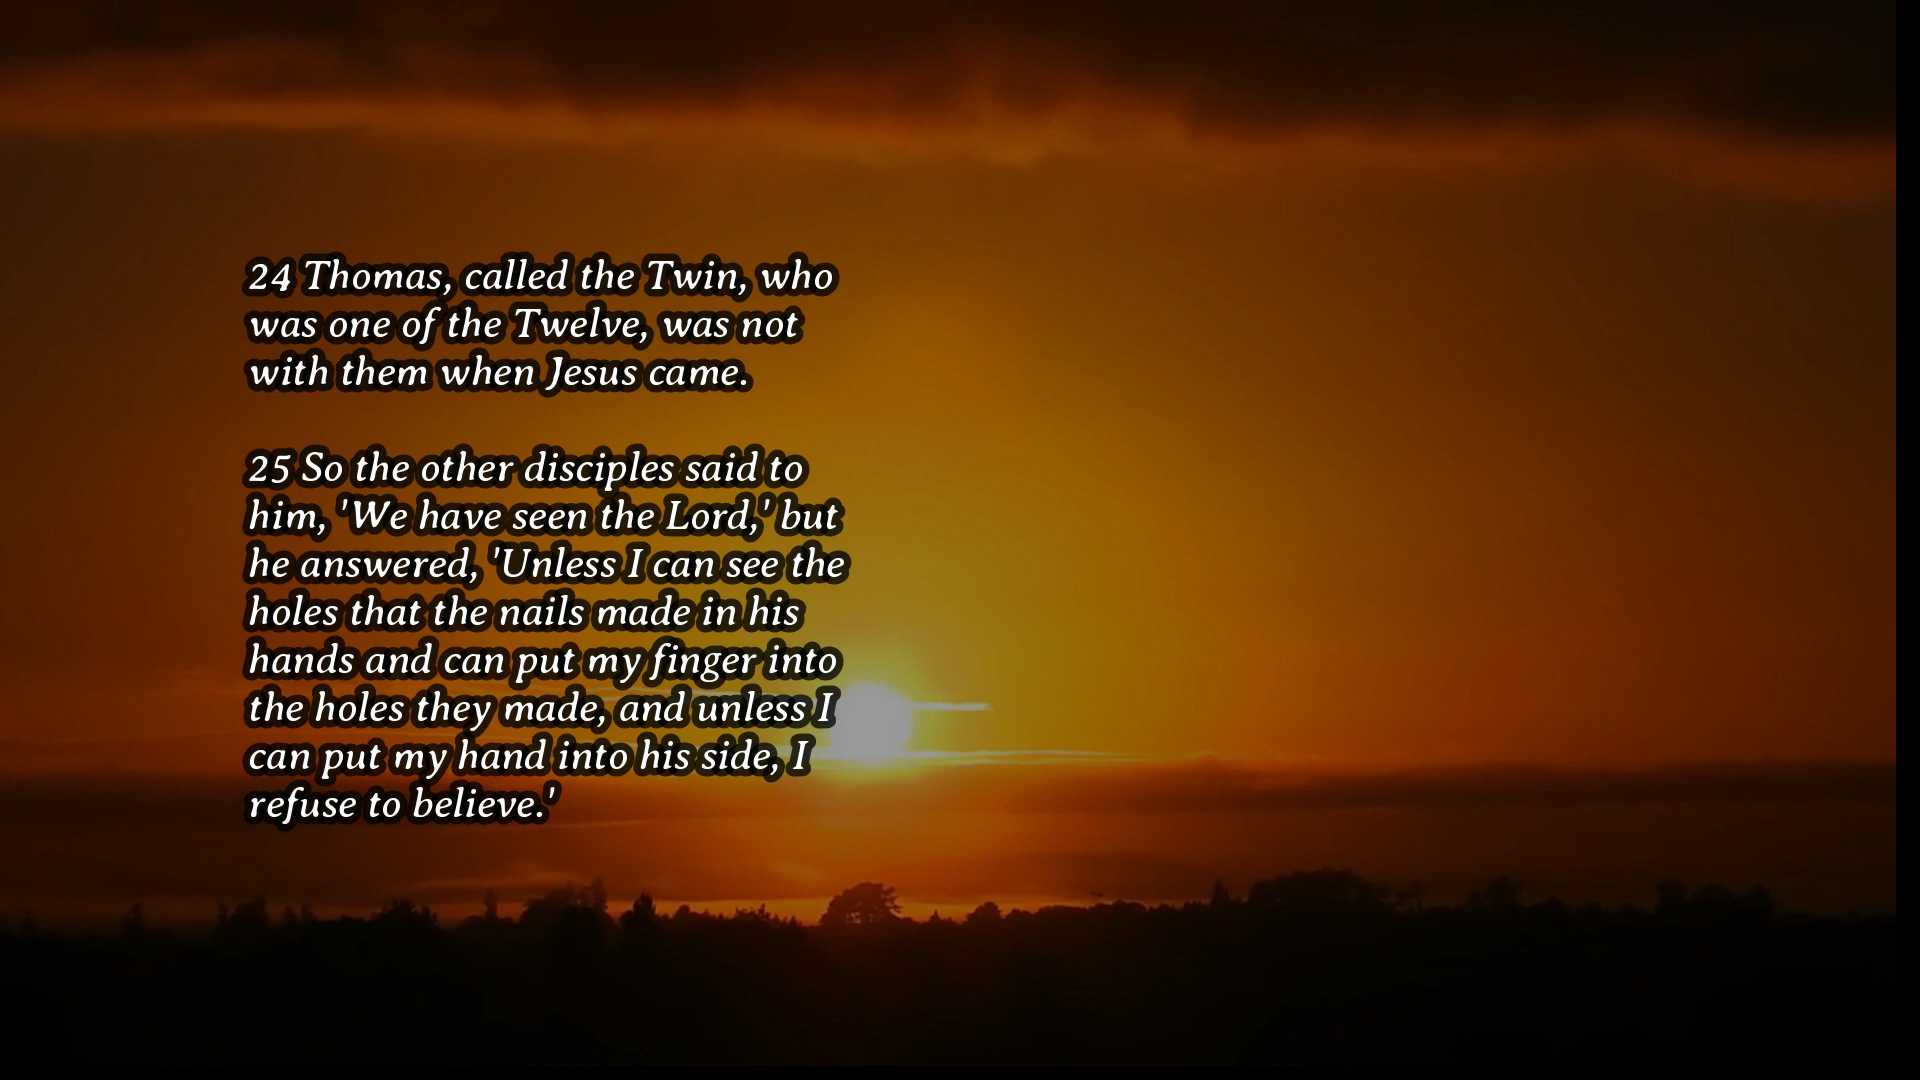 24 Thomas, called the Twin, who
was one of the Twelve, was not
with them when Jesus came.
25 So the other disciples said to
him, 'We have seen the Lord,' but
he answered, 'Unless I can see the
holes that the nails made in his
hands and can put my finger into
the holes they made, and unless I
can put my hand into his side, I
refuse to believe.'